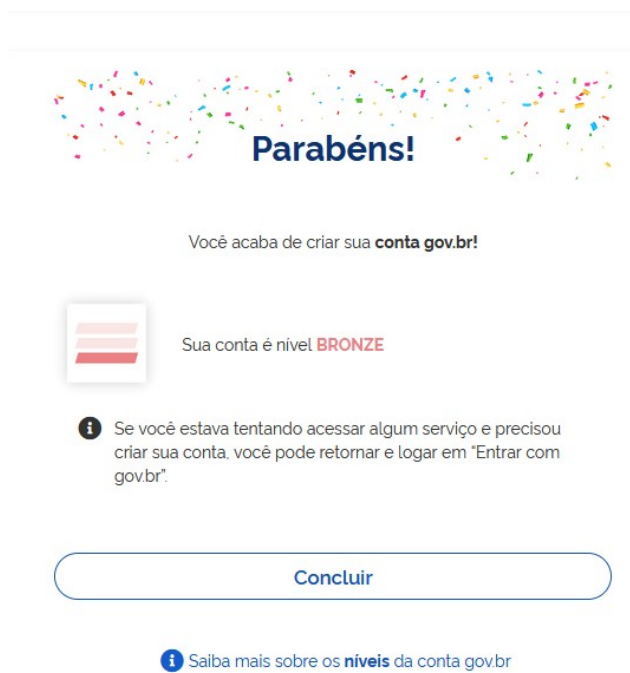 Parabéns!
Você acaba de criar sua conta gov.br!
Sua conta é nível BRONZE
Se você estava tentando acessar algum serviço e precisou
criar sua conta, você pode retornar e logar em “Entrar com
gov.br”.
Concluir
Saiba mais sobre os níveis da conta gov.br